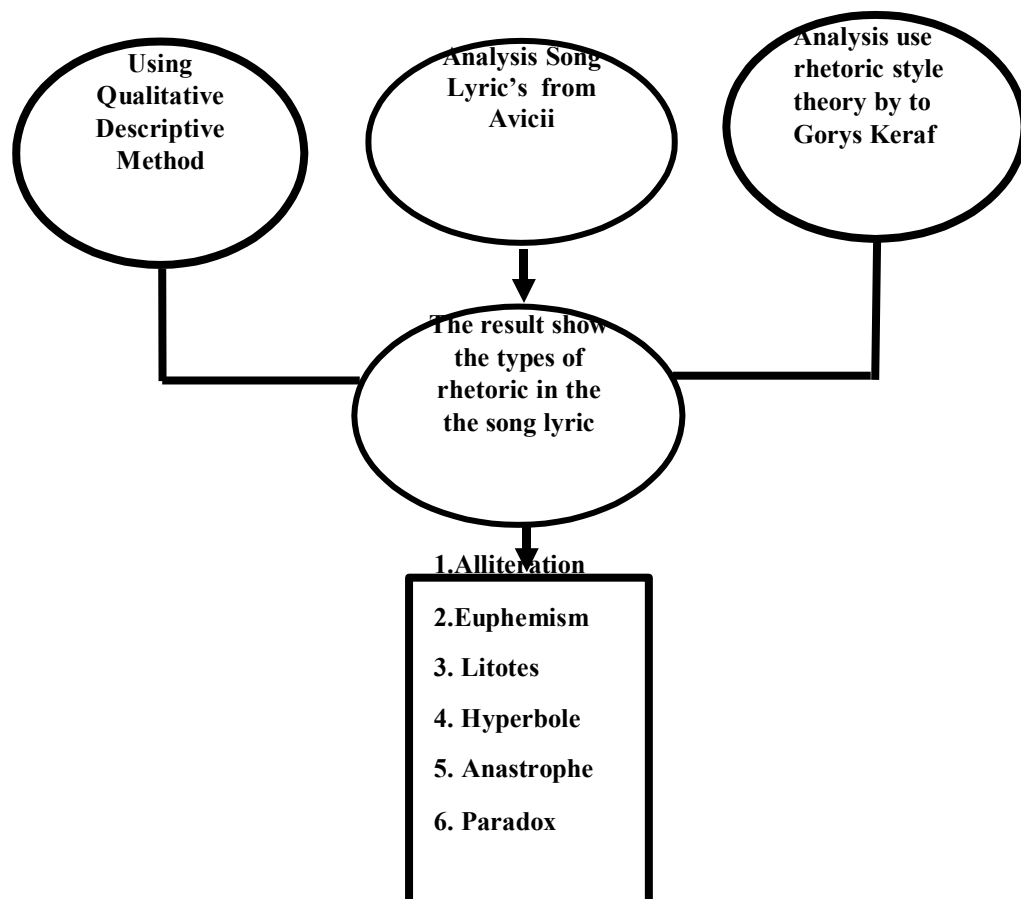 Using
Qualitative
Descriptive
Method
Analysis Song
Lyric's  from
Avicii
Analysis use
rhetoric style
theory by to
Gorys Keraf
The result show
the types of
rhetoric in the
the song lyric
1.Alliteration
2.Euphemism
3. Litotes
4. Hyperbole
5. Anastrophe
6. Paradox